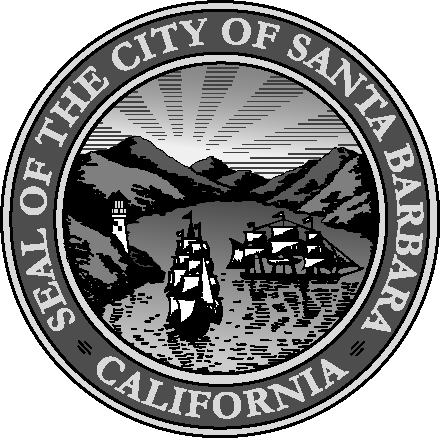 SEAL OF THE CITY OF SANTA BARBARA
CALIFORNIA